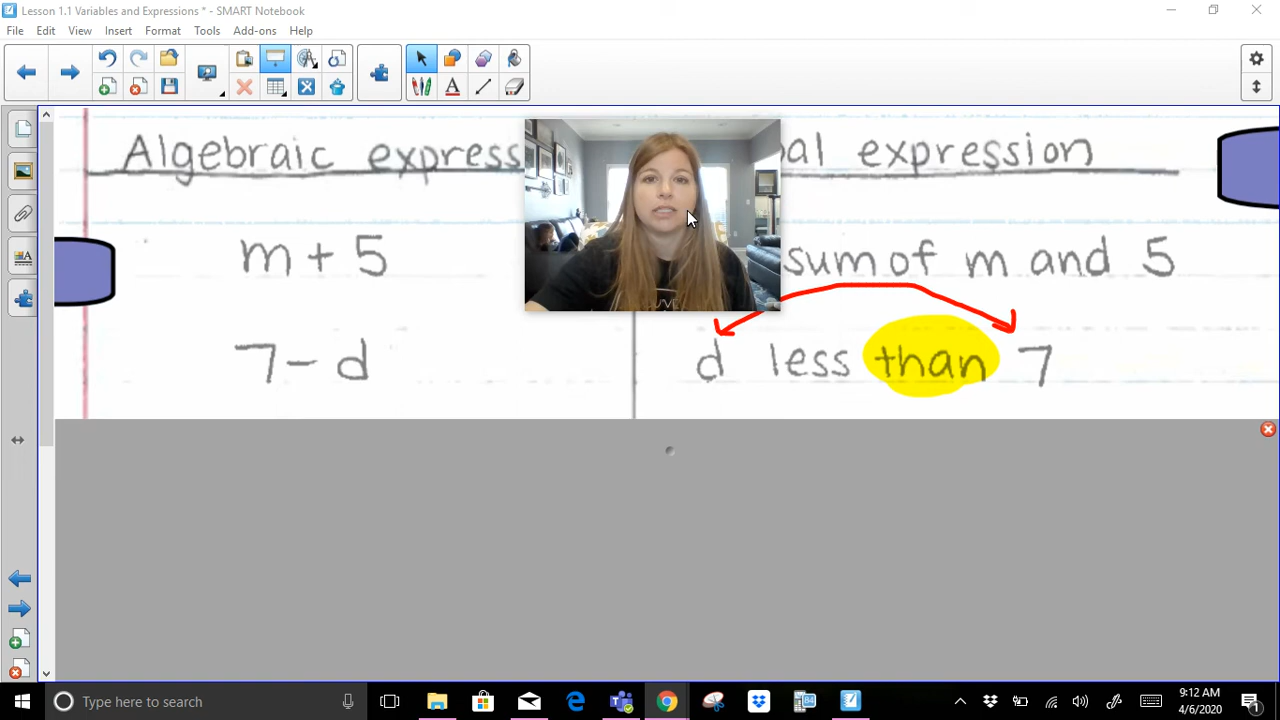 Lesson 1.1 Variables and Expressions * - SMART Notebook
File Edit View Insert Format Tools Add-ons Help
Algebraic express al expression
m + 5 sum of m and 5
7 - d d less than 7
Type here to search
9:12 AM
4/6/2020
1